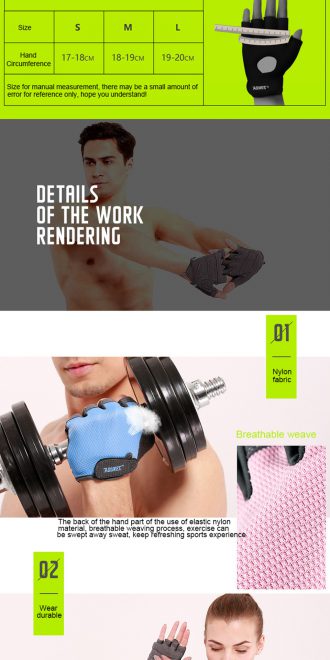 Size S M L
Hand Circumference 17-18CM 18-19CM 19-20CM
Size for manual measurement, there may be a small amount of
error for reference only, hope you understand!
AOLIKES
DETAILS
OF THE WORK
RENDERING
01
Nylon
fabric
Breathable weave
The back of the hand part of the use of elastic nylon
material, breathable weaving process, exercise can
be swept away sweat, keep refreshing sports experience.
02
Wear
durable